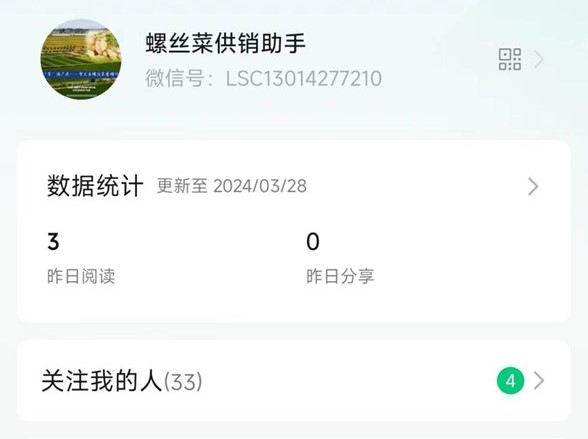 螺丝菜供销助手
微信号：LSC13014277210
数据统计 更新至 2024/03/28
3 0
昨日阅读 昨日分享
关注我的人(33) 4